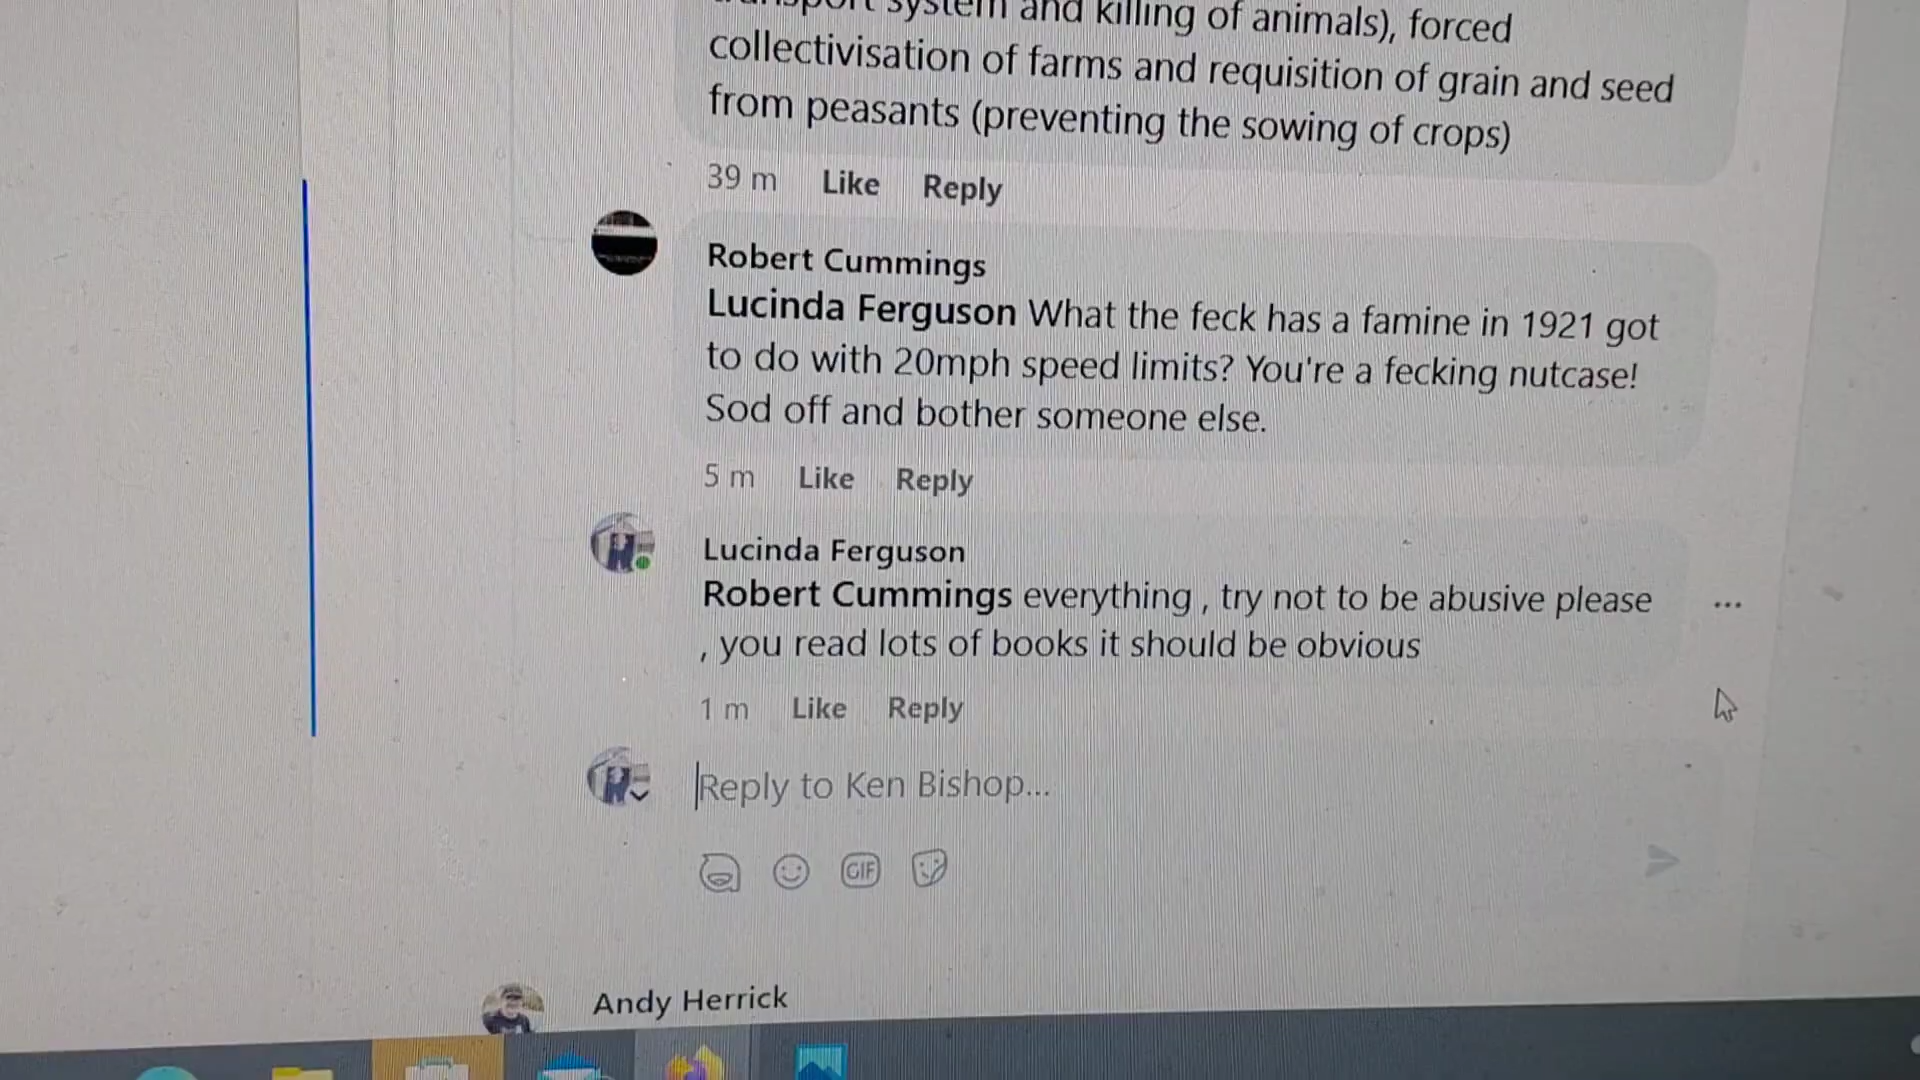 transport system and killing of animals), forced
collectivisation of farms and requisition of grain and seed
from peasants (preventing the sowing of crops)
39 m Like Reply
Robert Cummings
Lucinda Ferguson What the feck has a famine in 1921 got
to do with 20mph speed limits? You're a fecking nutcase!
Sod off and bother someone else.
5 m Like Reply
Lucinda Ferguson
Robert Cummings everything , try not to be abusive please
, you read lots of books it should be obvious
1 m Like Reply
Reply to Ken Bishop...
GIF
Andy Herrick